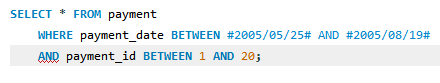 SELECT * FROM payment
WHERE payment_date BETWEEN #2005/05/25# AND #2005/08/19#
AND payment_id BETWEEN 1 AND 20;